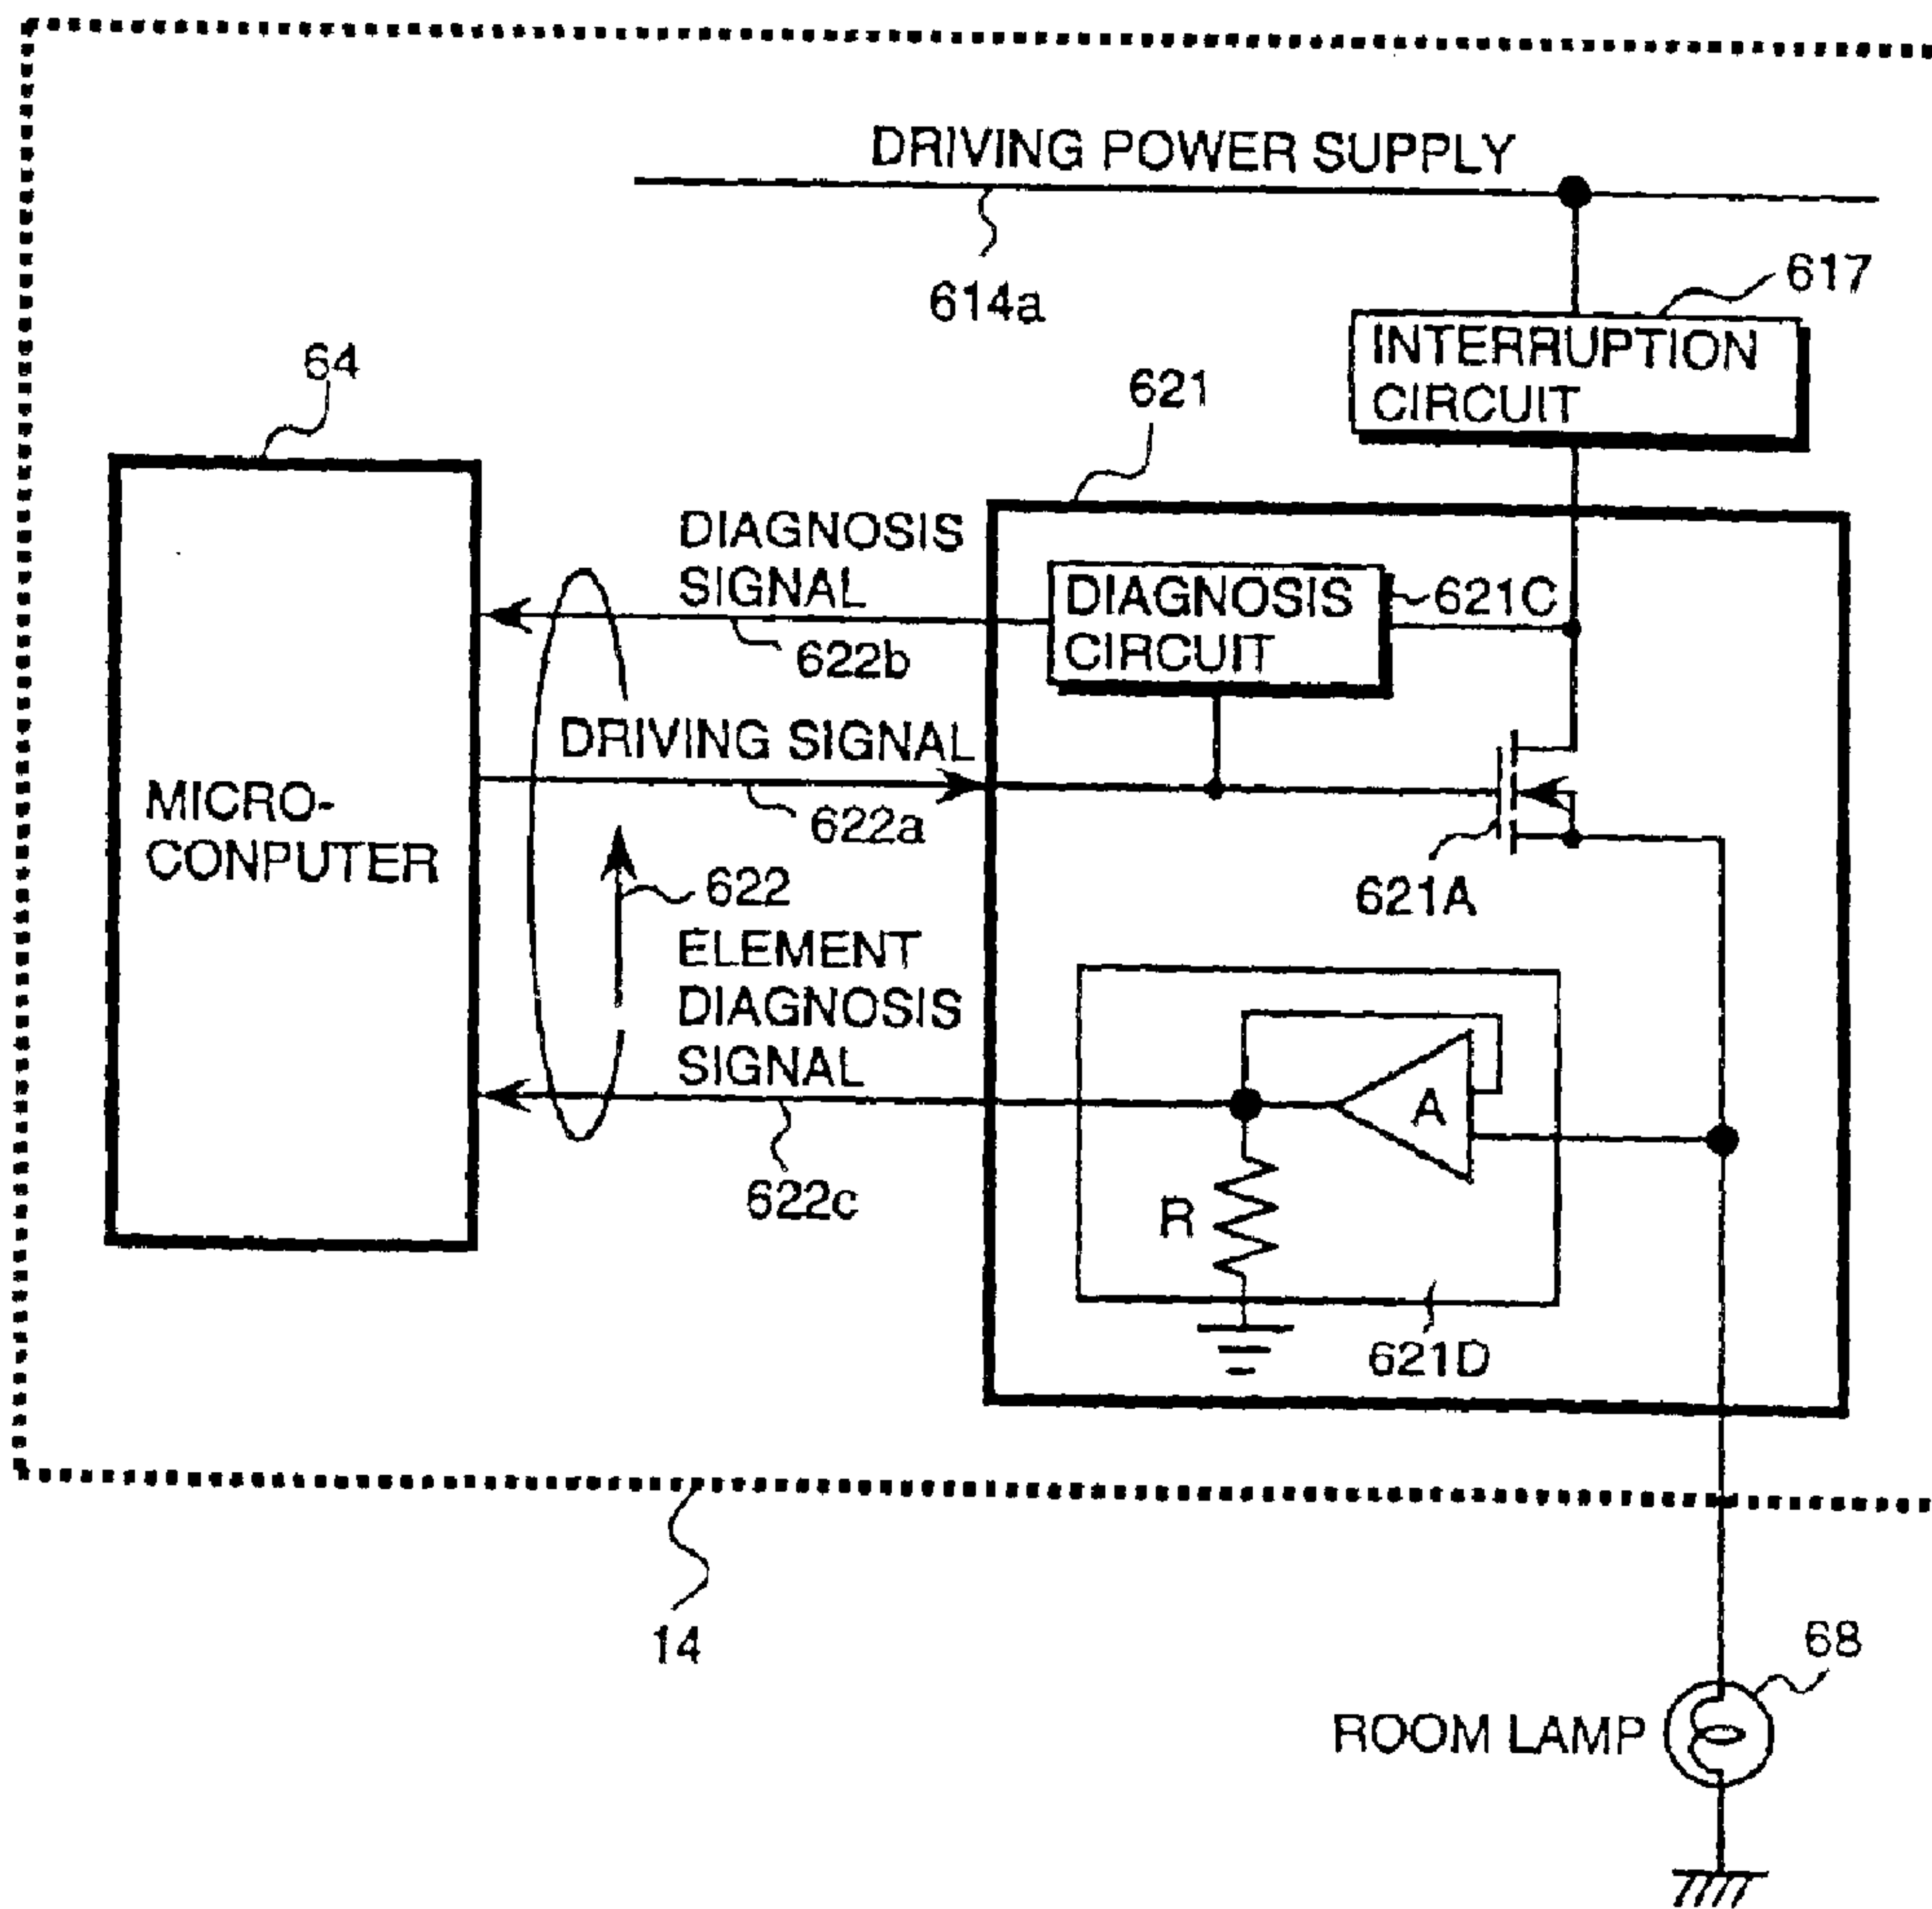 DRIVING POWER SUPPLY
614a
617
INTERRUPTION
CIRCUIT
64
621
DIAGNOSIS
SIGNAL
622b
DIAGNOSIS
CIRCUIT
621C
DRIVING SIGNAL
622a
MICRO-
CONPUTER
622
621A
ELEMENT
DIAGNOSIS
SIGNAL
622c
A
R
621D
14
68
ROOM LAMP